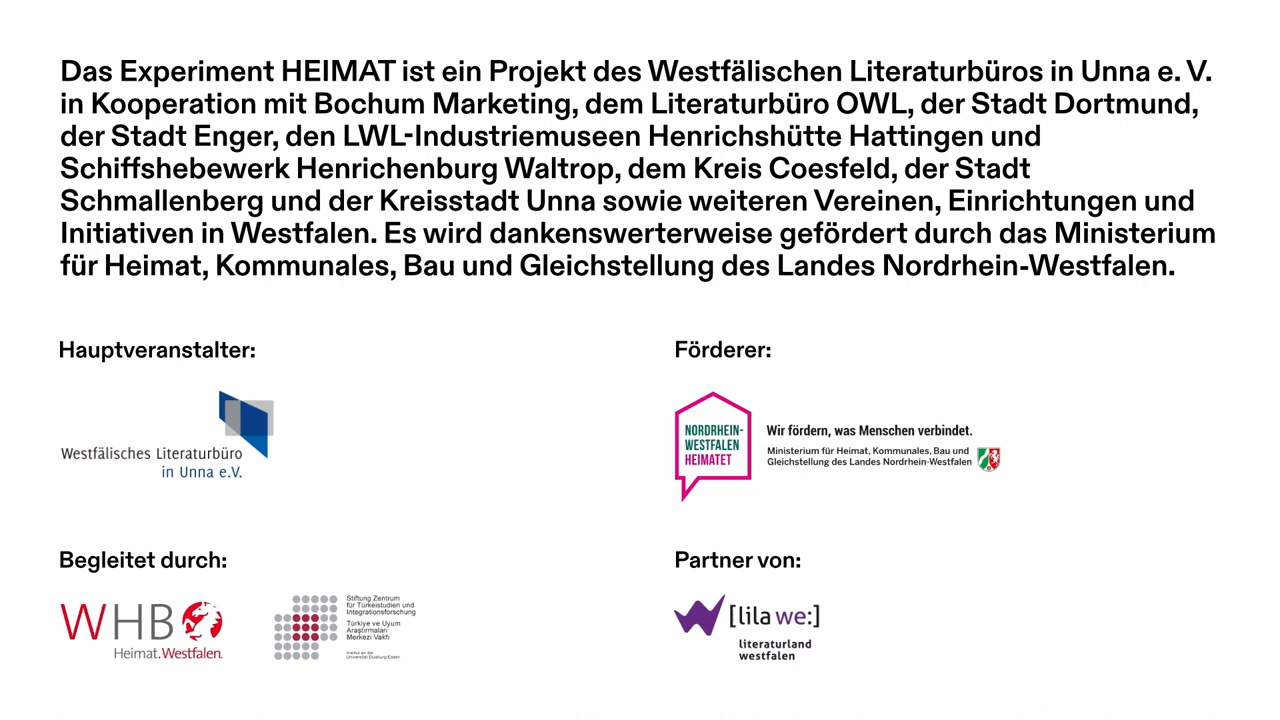 Das Experiment HEIMAT ist ein Projekt des Westfälischen Literaturbüros in Unna e. V.
in Kooperation mit Bochum Marketing, dem Literaturbüro OWL, der Stadt Dortmund,
der Stadt Enger, den LWL-Industriemuseen Henrichshütte Hattingen und
Schiffshebewerk Henrichenburg Waltrop, dem Kreis Coesfeld, der Stadt
Schmallenberg und der Kreisstadt Unna sowie weiteren Vereinen, Einrichtungen und
Initiativen in Westfalen. Es wird dankenswerterweise gefördert durch das Ministerium
für Heimat, Kommunales, Bau und Gleichstellung des Landes Nordrhein-Westfalen.
Hauptveranstalter:
Westfälisches Literaturbüro
in Unna e.V.
Förderer:
NORDRHEIN-
WESTFALEN
HEIMATET
Wir fördern, was Menschen verbindet.
Ministerium für Heimat, Kommunales, Bau und
Gleichstellung des Landes Nordrhein-Westfalen
Begleitet durch:
WHB
Heimat.Westfalen.
Stiftung Zentrum
für Türkeistudien und
Integrationsforschung
Türkiye ve Uyum
Araştırmaları
Merkezi Vakfı
Institut an der
Universität Duisburg-Essen
Partner von:
[lila we:]
literaturland
westfalen